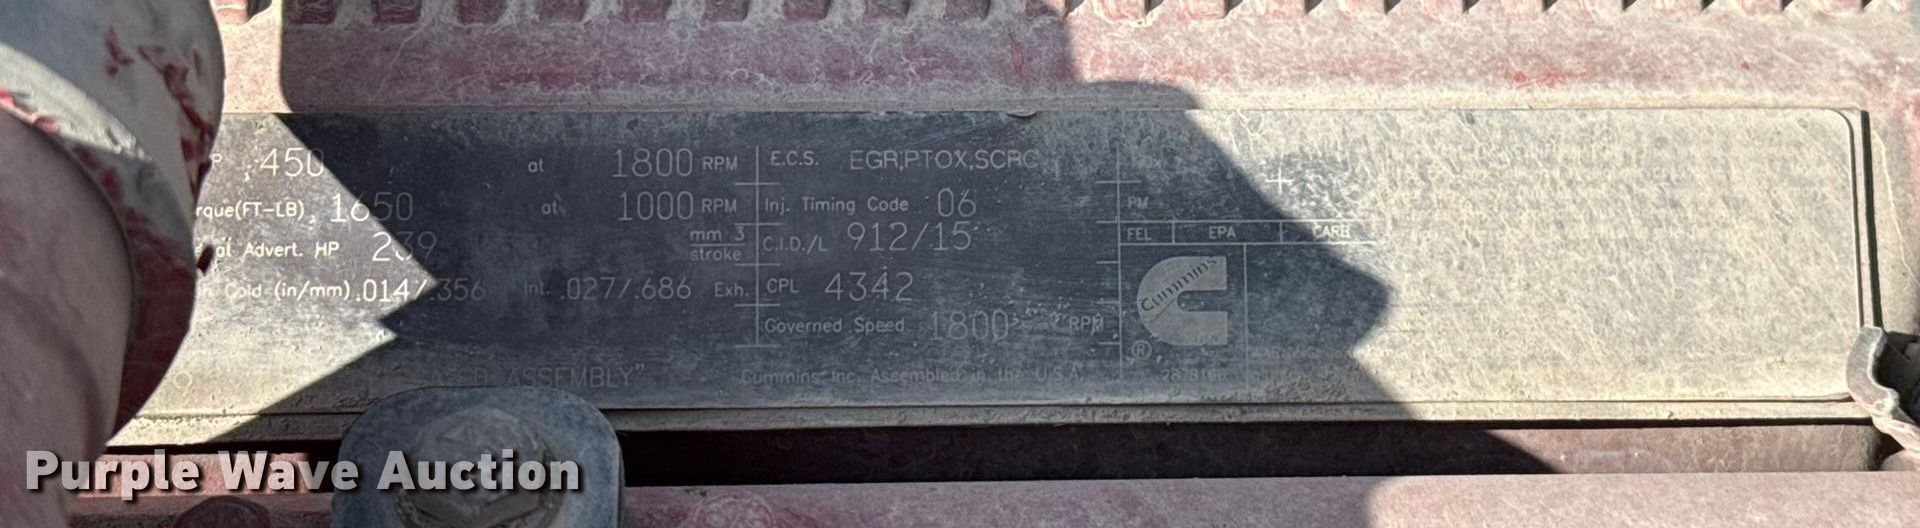 450 at 1800 RPM E.C.S. EGR,PTOX,SCRC
rque(FT-LB) 1650 at 1000 RPM Inj. Timing Code 06 PM
al Advert. HP 239 mm 3 stroke C.I.D./L 912/15 FEL EPA CARB
Cold (in/mm) .014/.356 Int. .027/.686 Exh. CPL 4342 Cummins
Governed Speed 1800 RPM
®
ASSEMBLY" Cummins Inc. Assembled in the U.S.A.
Purple Wave Auction